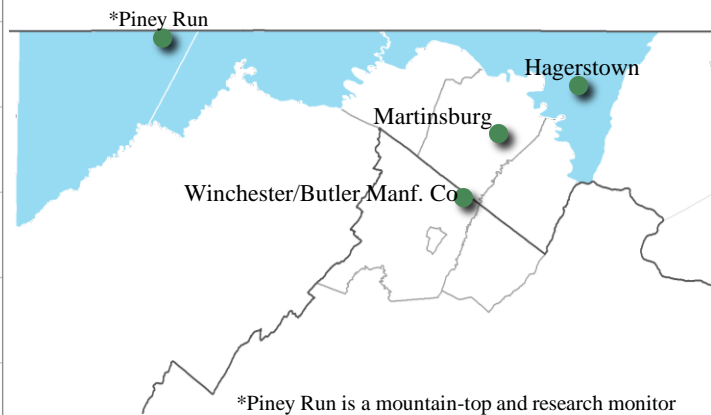 *Piney Run
Hagerstown
Martinsburg
Winchester/Butler Manf. Co
*Piney Run is a mountain-top and research monitor